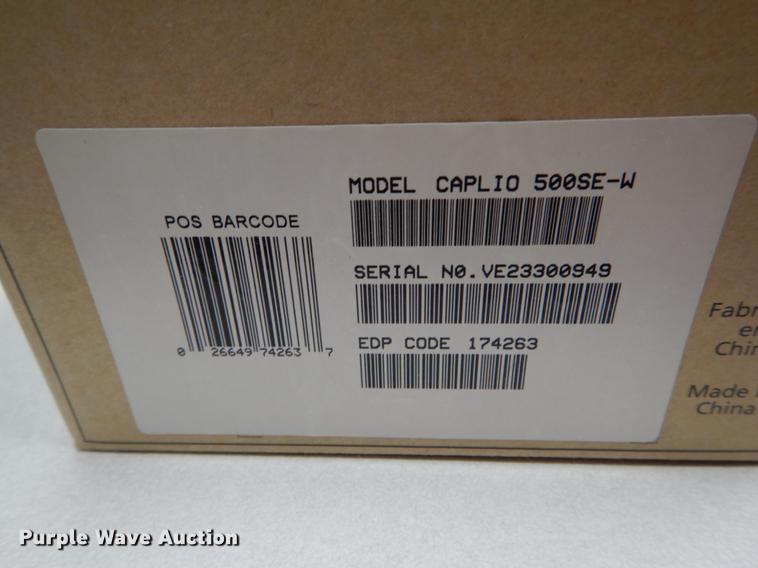 MODEL CAPLIO 500SE-W
POS BARCODE
SERIAL NO.VE23300949
EDP CODE 174263
0 26649 74263 7
Fabr
en
Chin
Made
China
Purple Wave Auction